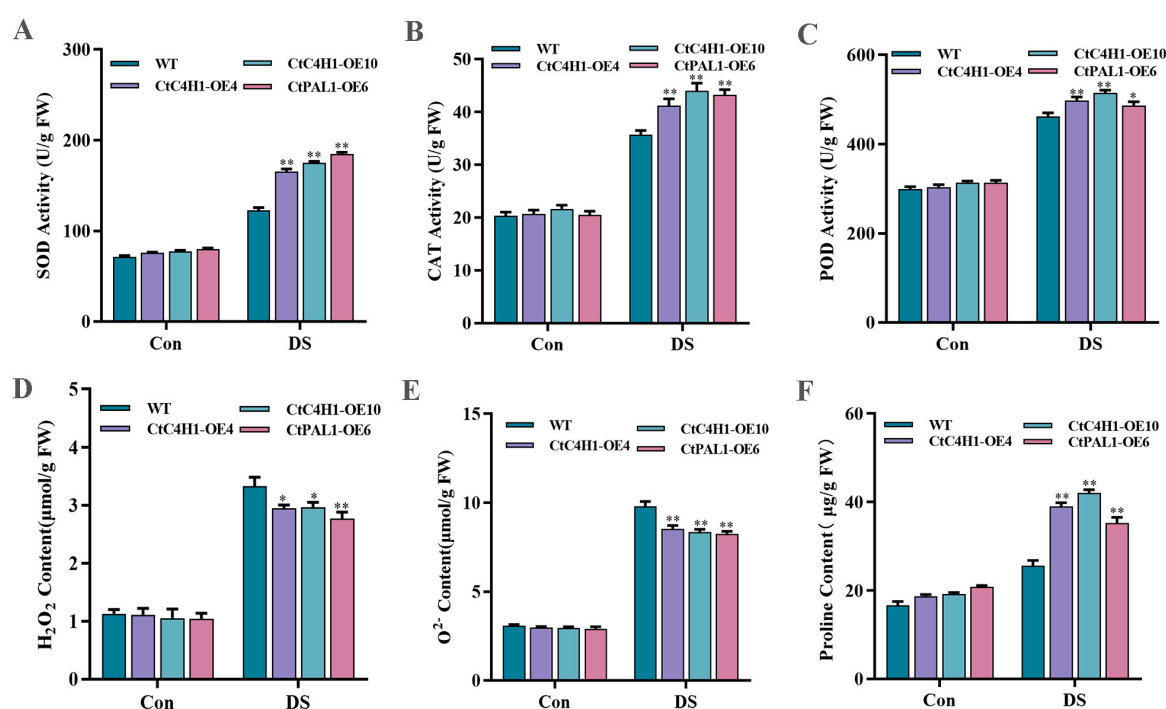 A
SOD Activity (U/g FW)
300
200
100
0
WT
CtC4H1-OE10
CtC4H1-OE4
CtPAL1-OE6
** ** **
Con
DS
B
CAT Activity (U/g FW)
50
40
30
20
10
0
WT
CtC4H1-OE10
CtC4H1-OE4
CtPAL1-OE6
** ** **
Con
DS
C
POD Activity (U/g FW)
600
400
200
0
WT
CtC4H1-OE10
CtC4H1-OE4
CtPAL1-OE6
** ** *
Con
DS
D
H₂O₂ Content(μmol/g FW)
5
4
3
2
1
0
WT
CtC4H1-OE10
CtC4H1-OE4
CtPAL1-OE6
* * **
Con
DS
E
O²⁻ Content(μmol/g FW)
15
10
5
0
WT
CtC4H1-OE10
CtC4H1-OE4
CtPAL1-OE6
** ** **
Con
DS
F
Proline Content( μg/g FW)
60
40
20
0
WT
CtC4H1-OE10
CtC4H1-OE4
CtPAL1-OE6
** ** **
Con
DS